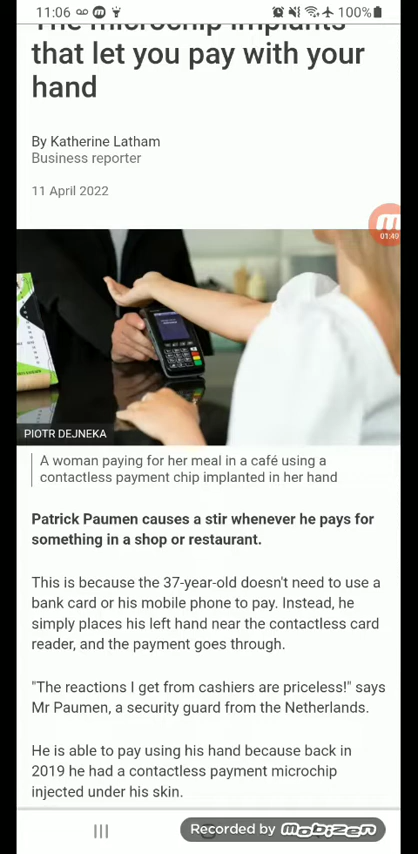 11:06
100%
The microchip implants
that let you pay with your
hand
By Katherine Latham
Business reporter
11 April 2022
01:49
PIOTR DEJNEKA
A woman paying for her meal in a café using a
contactless payment chip implanted in her hand
Patrick Paumen causes a stir whenever he pays for
something in a shop or restaurant.
This is because the 37-year-old doesn't need to use a
bank card or his mobile phone to pay. Instead, he
simply places his left hand near the contactless card
reader, and the payment goes through.
"The reactions I get from cashiers are priceless!" says
Mr Paumen, a security guard from the Netherlands.
He is able to pay using his hand because back in
2019 he had a contactless payment microchip
injected under his skin.
Recorded by mobizen